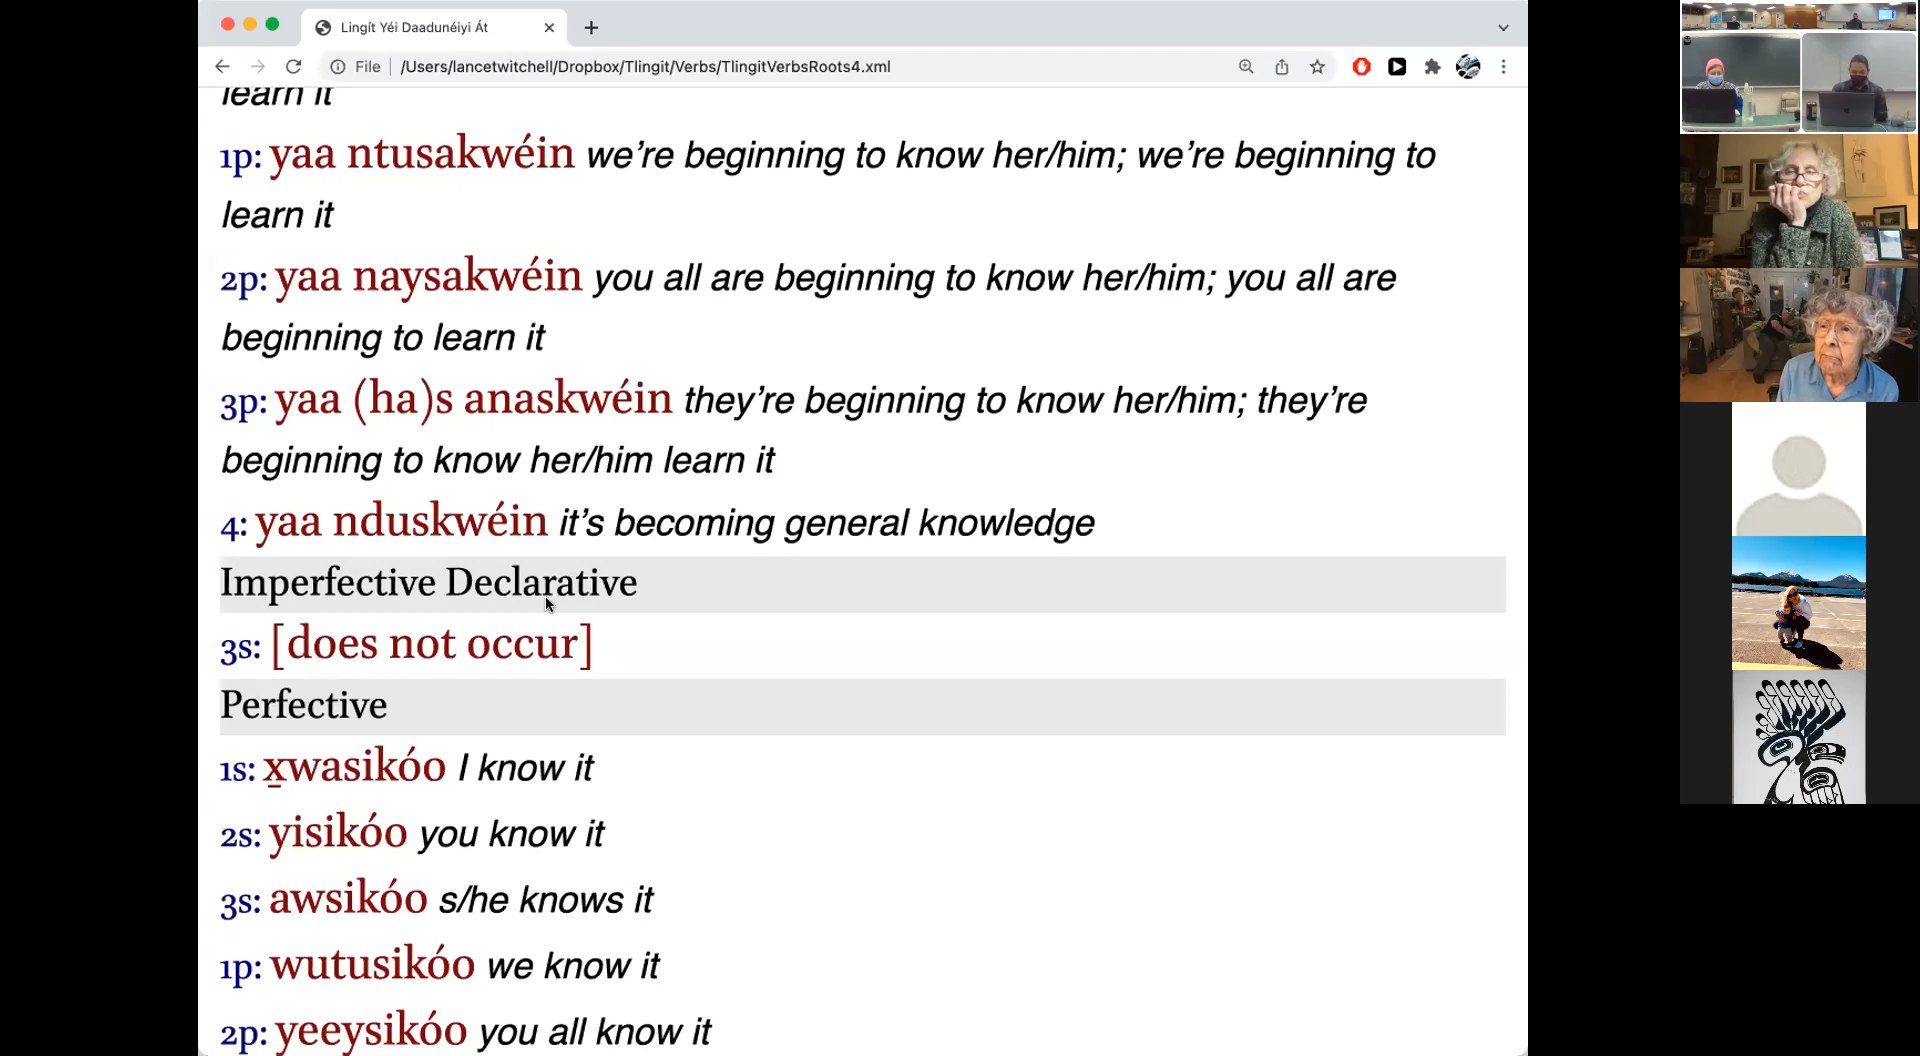 Lingít Yéi Daadunéiyi Át
File /Users/lancetwitchell/Dropbox/Tlingit/Verbs/TlingitVerbsRoots4.xml
learn it
1p: yaa ntusakwéin we’re beginning to know her/him; we’re beginning to
learn it
2p: yaa naysakwéin you all are beginning to know her/him; you all are
beginning to learn it
3p: yaa (ha)s anaskwéin they’re beginning to know her/him; they’re
beginning to know her/him learn it
4: yaa nduskwéin it’s becoming general knowledge
Imperfective Declarative
3s: [does not occur]
Perfective
1s: x̱wasikóo I know it
2s: yisikóo you know it
3s: awsikóo s/he knows it
1p: wutusikóo we know it
2p: yeeysikóo you all know it